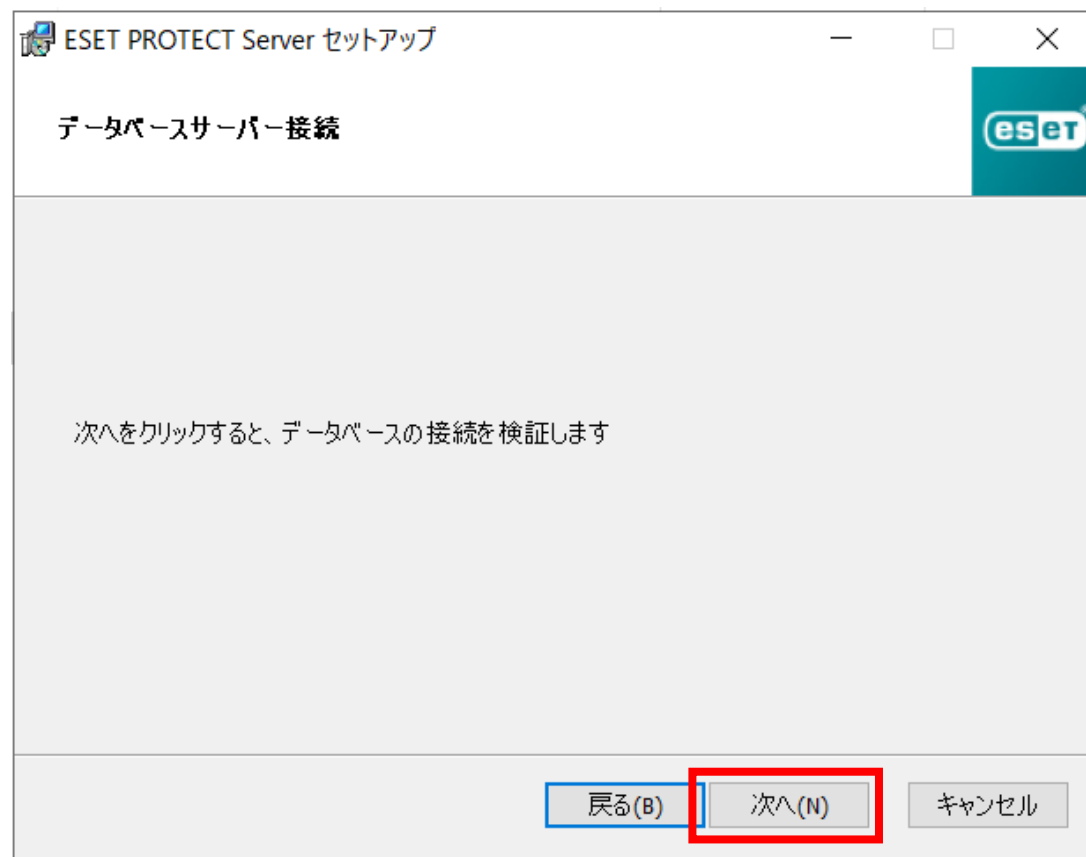 ESET PROTECT Server セットアップ
データベースサーバー接続
eseT
次へをクリックすると、データベースの接続を検証します
戻る(B)
次へ(N)
キャンセル